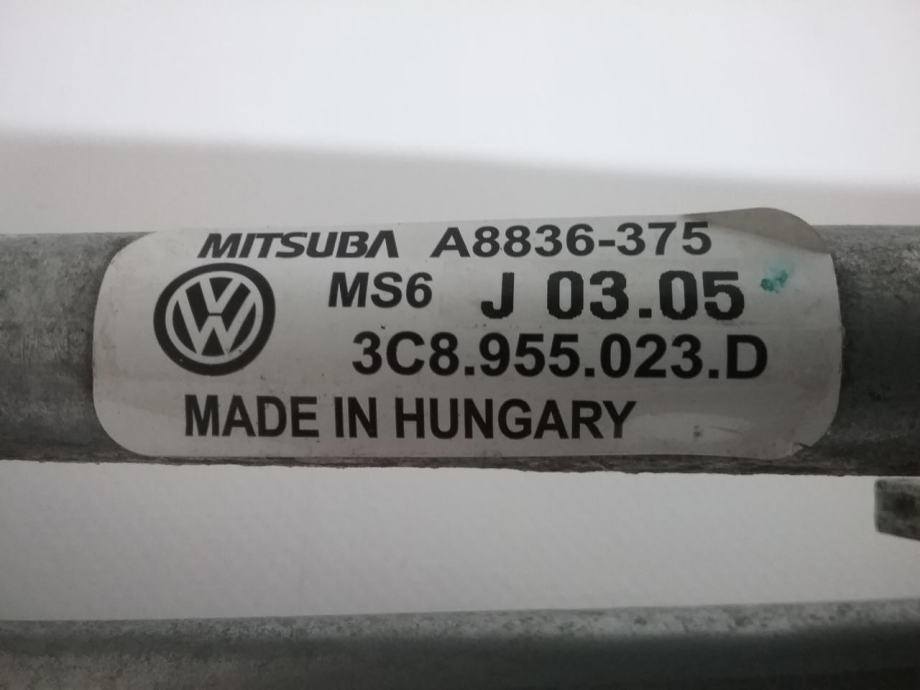 MITSUBA A8836-375
MS6 J 03.05
3C8.955.023.D
MADE IN HUNGARY